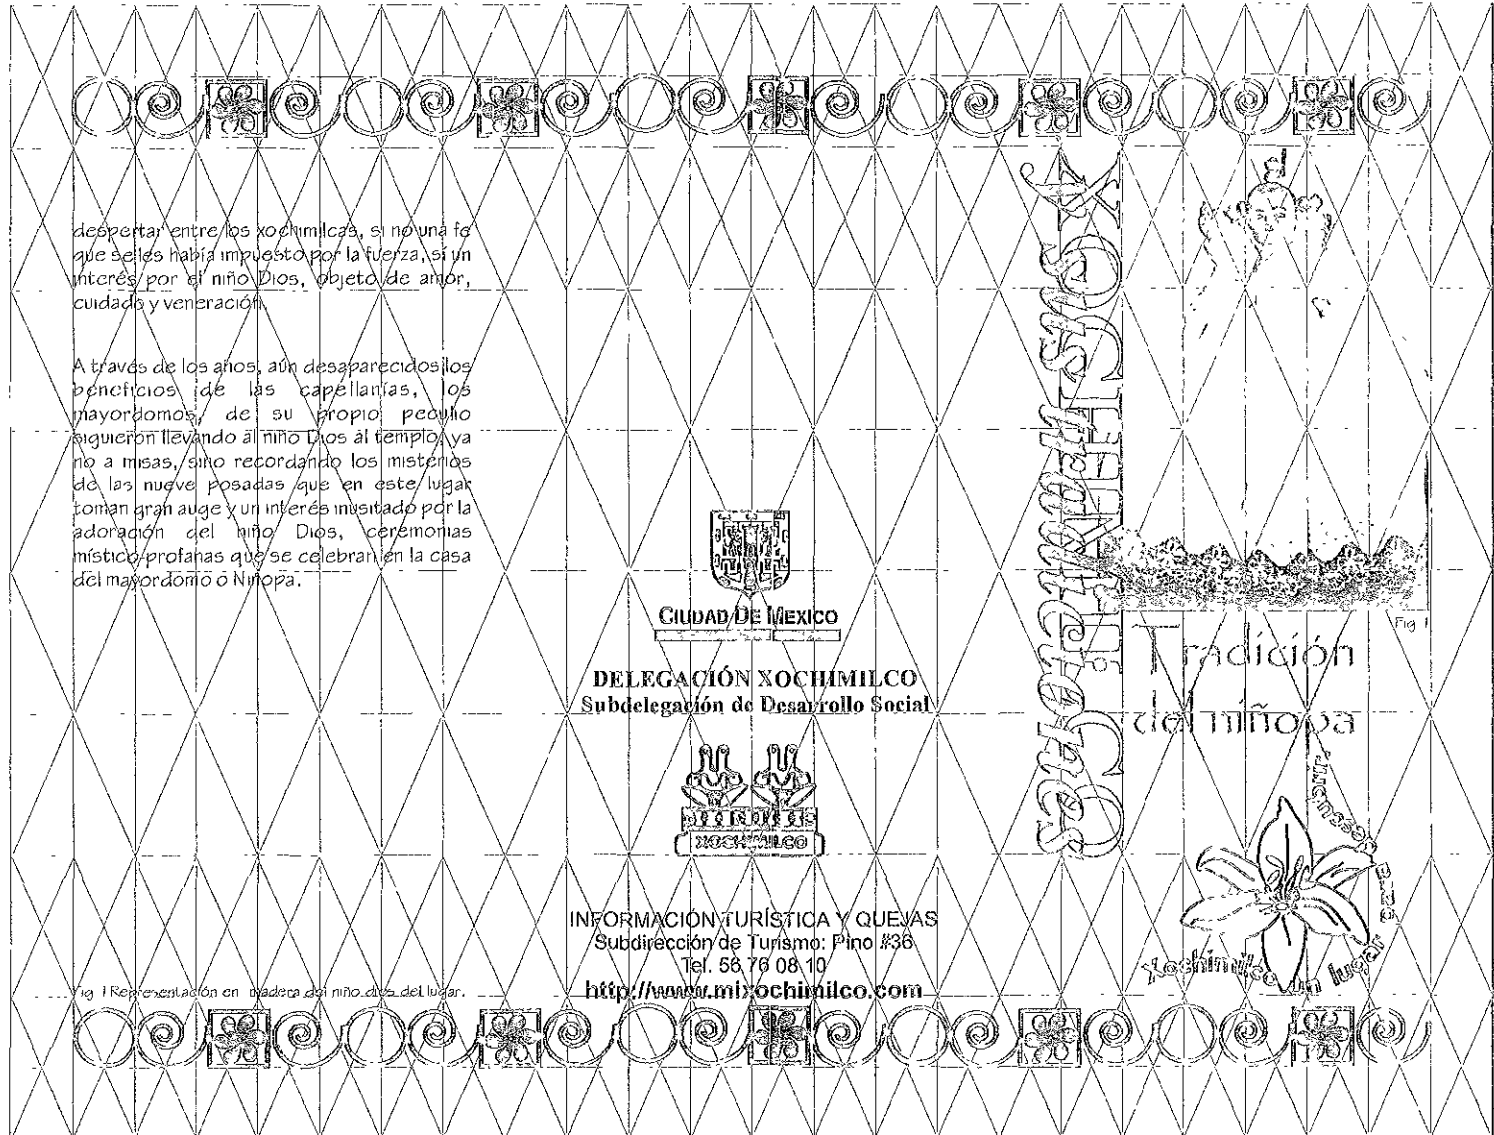 despertar entre los xochimilcas, si no una fe
que se les había impuesto por la fuerza, sí un
interés por el niño Dios, objeto de amor,
cuidado y veneración.
A través de los años, aún desaparecidos los
beneficios de las capellanías, los
mayordomos, de su propio peculio
siguieron llevando al niño Dios al templo, ya
no a misas, sino recordando los misterios
de las nueve posadas que en este lugar
toman gran auge y un interés inusitado por la
adoración del niño Dios, ceremonias
místico-profanas que se celebran en la casa
del mayordomo o Niñopa.
Fig 1 Representación en madera del niño dios del lugar.
CIUDAD DE MEXICO
DELEGACIÓN XOCHIMILCO
Subdelegación de Desarrollo Social
XOCHIMILCO
INFORMACIÓN TURÍSTICA Y QUEJAS
Subdirección de Turismo: Pino #36
Tel. 56 76 08 10
http://www.mixochimilco.com
XOCHIMILCO
y sus tradiciones
Fig 1
Tradición
del niñopa
Xochimilco un lugar para descubrir